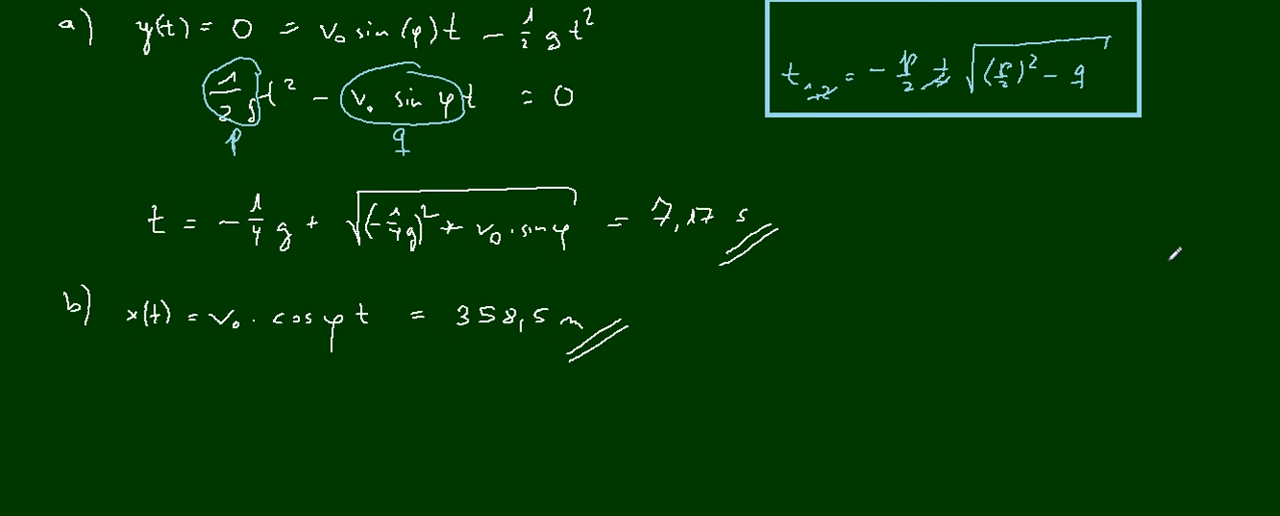 a) y(t) = 0 = v₀ sin(φ) t - 1/2 g t²
1/2 g t² - v₀ sin φ t = 0
p q
t = - 1/4 g + √((-1/4 g)² + v₀ · sin φ) = 7,17 s
b) x(t) = v₀ · cos φ t = 358,5 m
t₁,₂ = - p/2 ± √((p/2)² - q)